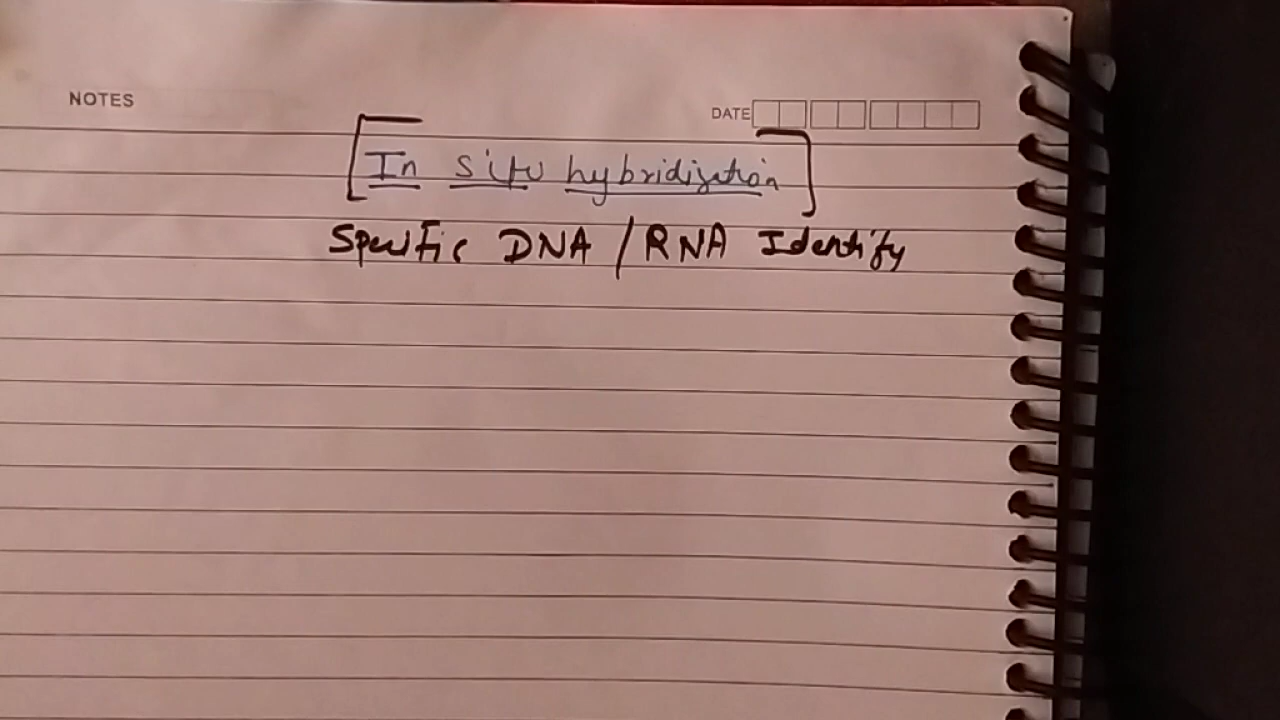 NOTES
DATE
[In situ hybridization]
Specific DNA / RNA Identify